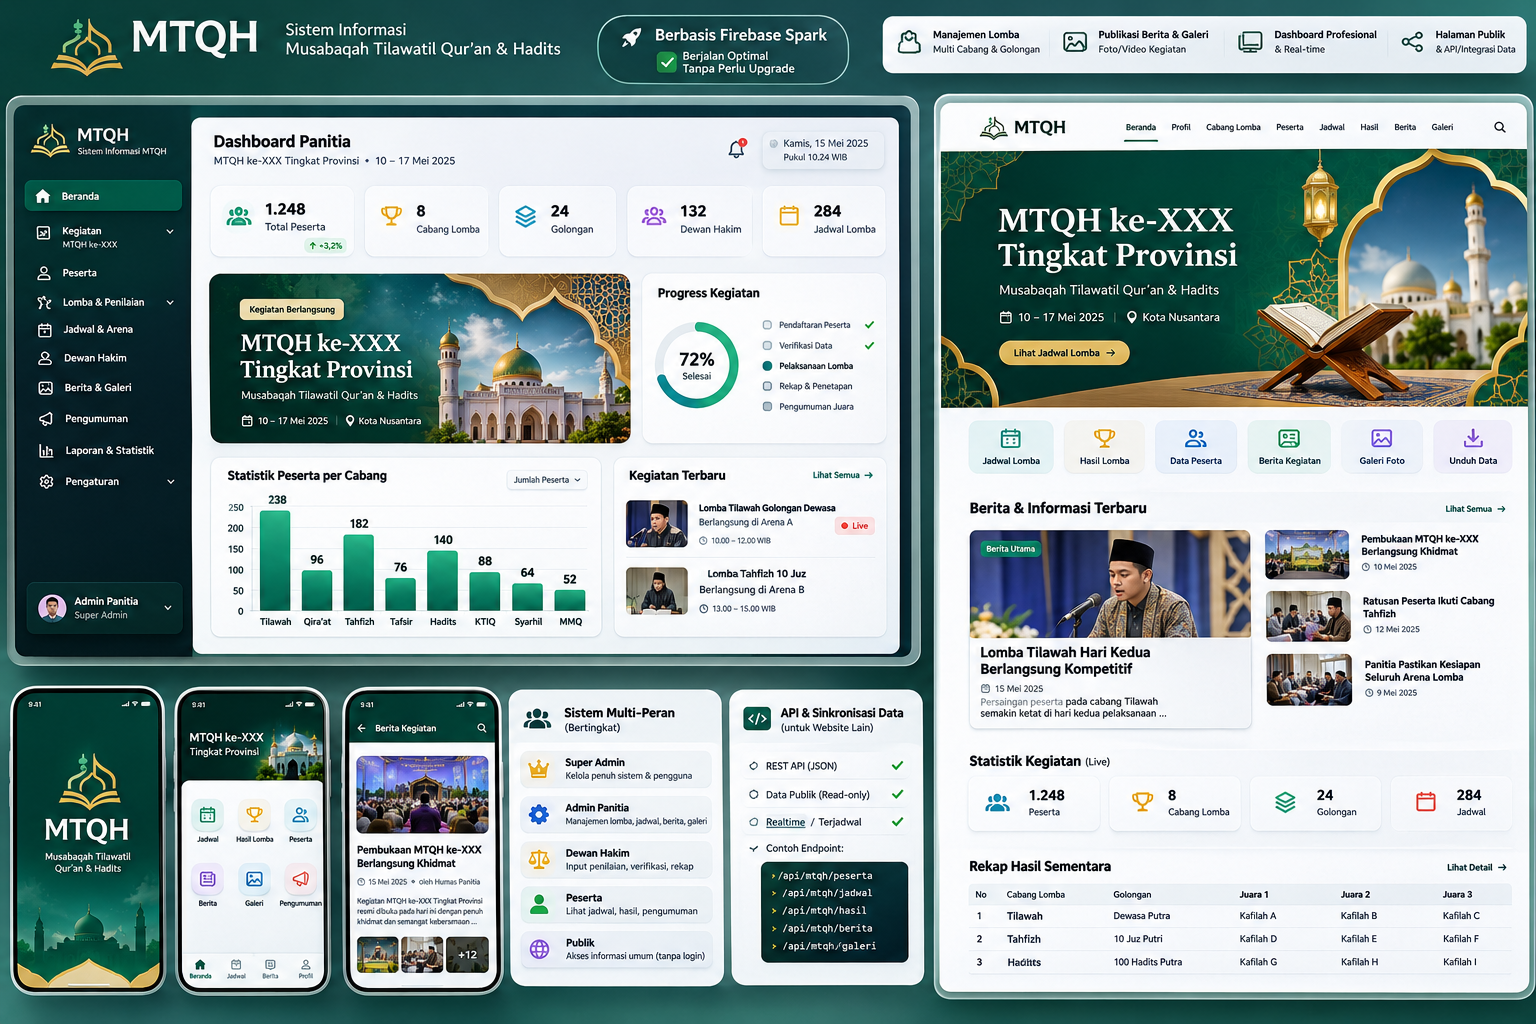 MTQH
Sistem Informasi
Musabaqah Tilawatil Qur'an & Hadits
Berbasis Firebase Spark
Berjalan Optimal
Tanpa Perlu Upgrade
Manajemen Lomba
Multi Cabang & Golongan
Publikasi Berita & Galeri
Foto/Video Kegiatan
Dashboard Profesional
& Real-time
Halaman Publik
& API/Integrasi Data
MTQH
Sistem Informasi MTQH
Beranda
Kegiatan
MTQH ke-XXX
Peserta
Lomba & Penilaian
Jadwal & Arena
Dewan Hakim
Berita & Galeri
Pengumuman
Laporan & Statistik
Pengaturan
Admin Panitia
Super Admin
Dashboard Panitia
MTQH ke-XXX Tingkat Provinsi • 10 – 17 Mei 2025
Kamis, 15 Mei 2025
Pukul 10.24 WIB
1.248
Total Peserta
+3,2%
8
Cabang Lomba
24
Golongan
132
Dewan Hakim
284
Jadwal Lomba
Kegiatan Berlangsung
MTQH ke-XXX
Tingkat Provinsi
Musabaqah Tilawatil Qur'an & Hadits
10 – 17 Mei 2025 | Kota Nusantara
Progress Kegiatan
72%
Selesai
Pendaftaran Peserta
Verifikasi Data
Pelaksanaan Lomba
Rekap & Penetapan
Pengumuman Juara
Statistik Peserta per Cabang
Jumlah Peserta
250
200
150
100
50
0
238
96
182
76
140
88
64
52
Tilawah
Qira'at
Tahfizh
Tafsir
Hadits
KTIQ
Syarhil
MMQ
Kegiatan Terbaru
Lihat Semua →
Lomba Tilawah Golongan Dewasa
Berlangsung di Arena A
10.00 – 12.00 WIB
Live
Lomba Tahfizh 10 Juz
Berlangsung di Arena B
13.00 – 15.00 WIB
MTQH
Beranda
Profil
Cabang Lomba
Peserta
Jadwal
Hasil
Berita
Galeri
MTQH ke-XXX
Tingkat Provinsi
Musabaqah Tilawatil Qur'an & Hadits
10 – 17 Mei 2025 | Kota Nusantara
Lihat Jadwal Lomba →
Jadwal Lomba
Hasil Lomba
Data Peserta
Berita Kegiatan
Galeri Foto
Unduh Data
Berita & Informasi Terbaru
Lihat Semua →
Berita Utama
Lomba Tilawah Hari Kedua
Berlangsung Kompetitif
15 Mei 2025
Persaingan peserta pada cabang Tilawah
semakin ketat di hari kedua pelaksanaan ...
Pembukaan MTQH ke-XXX
Berlangsung Khidmat
10 Mei 2025
Ratusan Peserta Ikuti Cabang
Tahfizh
12 Mei 2025
Panitia Pastikan Kesiapan
Seluruh Arena Lomba
9 Mei 2025
Statistik Kegiatan (Live)
1.248
Peserta
8
Cabang Lomba
24
Golongan
284
Jadwal
Rekap Hasil Sementara
Lihat Detail →
No Cabang Lomba Golongan Juara 1 Juara 2 Juara 3
1 Tilawah Dewasa Putra Kafilah A Kafilah B Kafilah C
2 Tahfizh 10 Juz Putri Kafilah D Kafilah E Kafilah F
3 Hadits 100 Hadits Putra Kafilah G Kafilah H Kafilah I
9:41
MTQH
Musabaqah Tilawatil
Qur'an & Hadits
9:41
MTQH ke-XXX
Tingkat Provinsi
Jadwal
Hasil Lomba
Peserta
Berita
Galeri
Pengumuman
Beranda
Jadwal
Berita
Profil
9:41
Berita Kegiatan
Pembukaan MTQH ke-XXX
Berlangsung Khidmat
15 Mei 2025 • oleh Humas Panitia
Kegiatan MTQH ke-XXX Tingkat Provinsi
resmi dibuka pada hari ini dengan penuh
khidmat dan semangat kebersamaan ...
+12
Sistem Multi-Peran
(Bertingkat)
Super Admin
Kelola penuh sistem & pengguna
Admin Panitia
Manajemen lomba, jadwal, berita, galeri
Dewan Hakim
Input penilaian, verifikasi, rekap
Peserta
Lihat jadwal, hasil, pengumuman
Publik
Akses informasi umum (tanpa login)
</>
API & Sinkronisasi Data
(untuk Website Lain)
REST API (JSON)
Data Publik (Read-only)
Realtime / Terjadwal
Contoh Endpoint:
> /api/mtqh/peserta
> /api/mtqh/jadwal
> /api/mtqh/hasil
> /api/mtqh/berita
> /api/mtqh/galeri